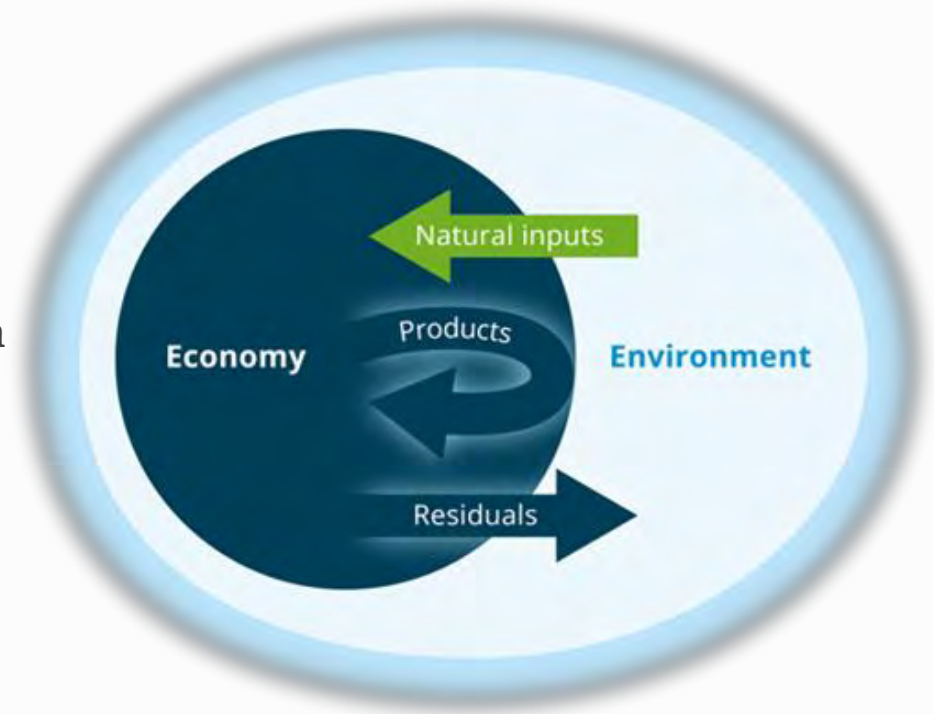 Natural inputs
Products
Economy
Environment
Residuals